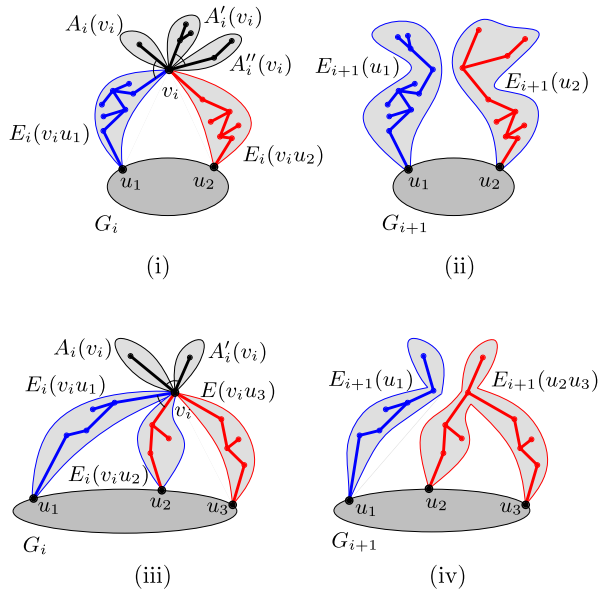 A_i(v_i) A'_i(v_i) A''_i(v_i)
v_i
E_i(v_iu_1) E_i(v_iu_2)
u_1 u_2
G_i
(i)
E_{i+1}(u_1) E_{i+1}(u_2)
u_1 u_2
G_{i+1}
(ii)
A_i(v_i) A'_i(v_i)
E_i(v_iu_1) E(v_iu_3)
v_i
E_i(v_iu_2)
u_1 u_2 u_3
G_i
(iii)
E_{i+1}(u_1) E_{i+1}(u_2u_3)
u_1 u_2 u_3
G_{i+1}
(iv)